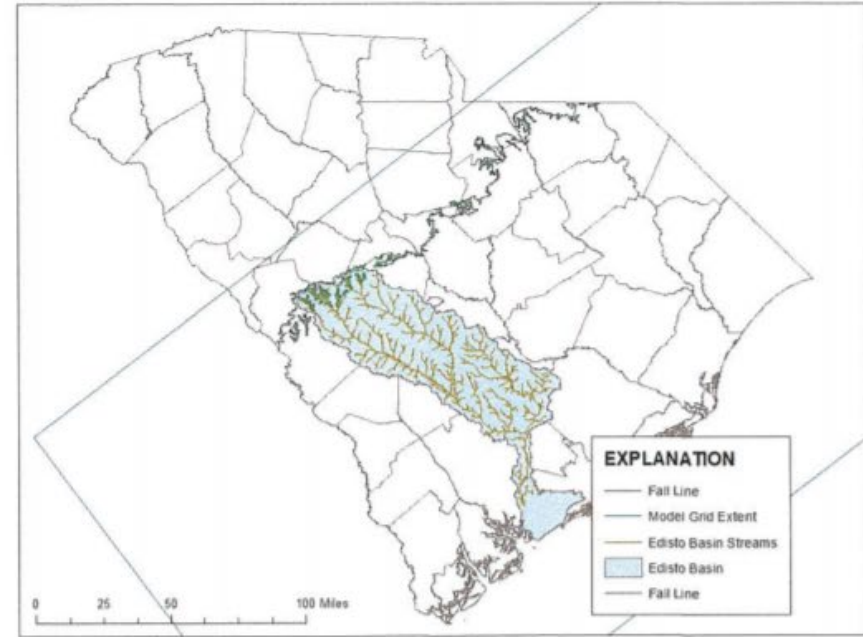 EXPLANATION
Fall Line
Model Grid Extent
Edisto Basin Streams
Edisto Basin
Fall Line
0 25 50 100 Miles